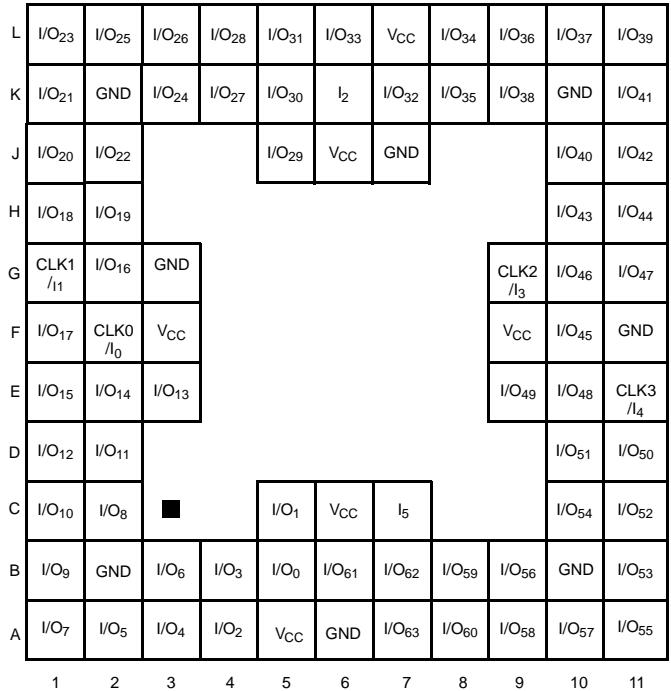 L I/O23 I/O25 I/O26 I/O28 I/O31 I/O33 VCC I/O34 I/O36 I/O37 I/O39
K I/O21 GND I/O24 I/O27 I/O30 I2 I/O32 I/O35 I/O38 GND I/O41
J I/O20 I/O22 I/O29 VCC GND I/O40 I/O42
H I/O18 I/O19 I/O43 I/O44
G CLK1 /I1 I/O16 GND CLK2 /I3 I/O46 I/O47
F I/O17 CLK0 /I0 VCC VCC I/O45 GND
E I/O15 I/O14 I/O13 I/O49 I/O48 CLK3 /I4
D I/O12 I/O11 I/O51 I/O50
C I/O10 I/O8 I/O1 VCC I5 I/O54 I/O52
B I/O9 GND I/O6 I/O3 I/O0 I/O61 I/O62 I/O59 I/O56 GND I/O53
A I/O7 I/O5 I/O4 I/O2 VCC GND I/O63 I/O60 I/O58 I/O57 I/O55
1 2 3 4 5 6 7 8 9 10 11